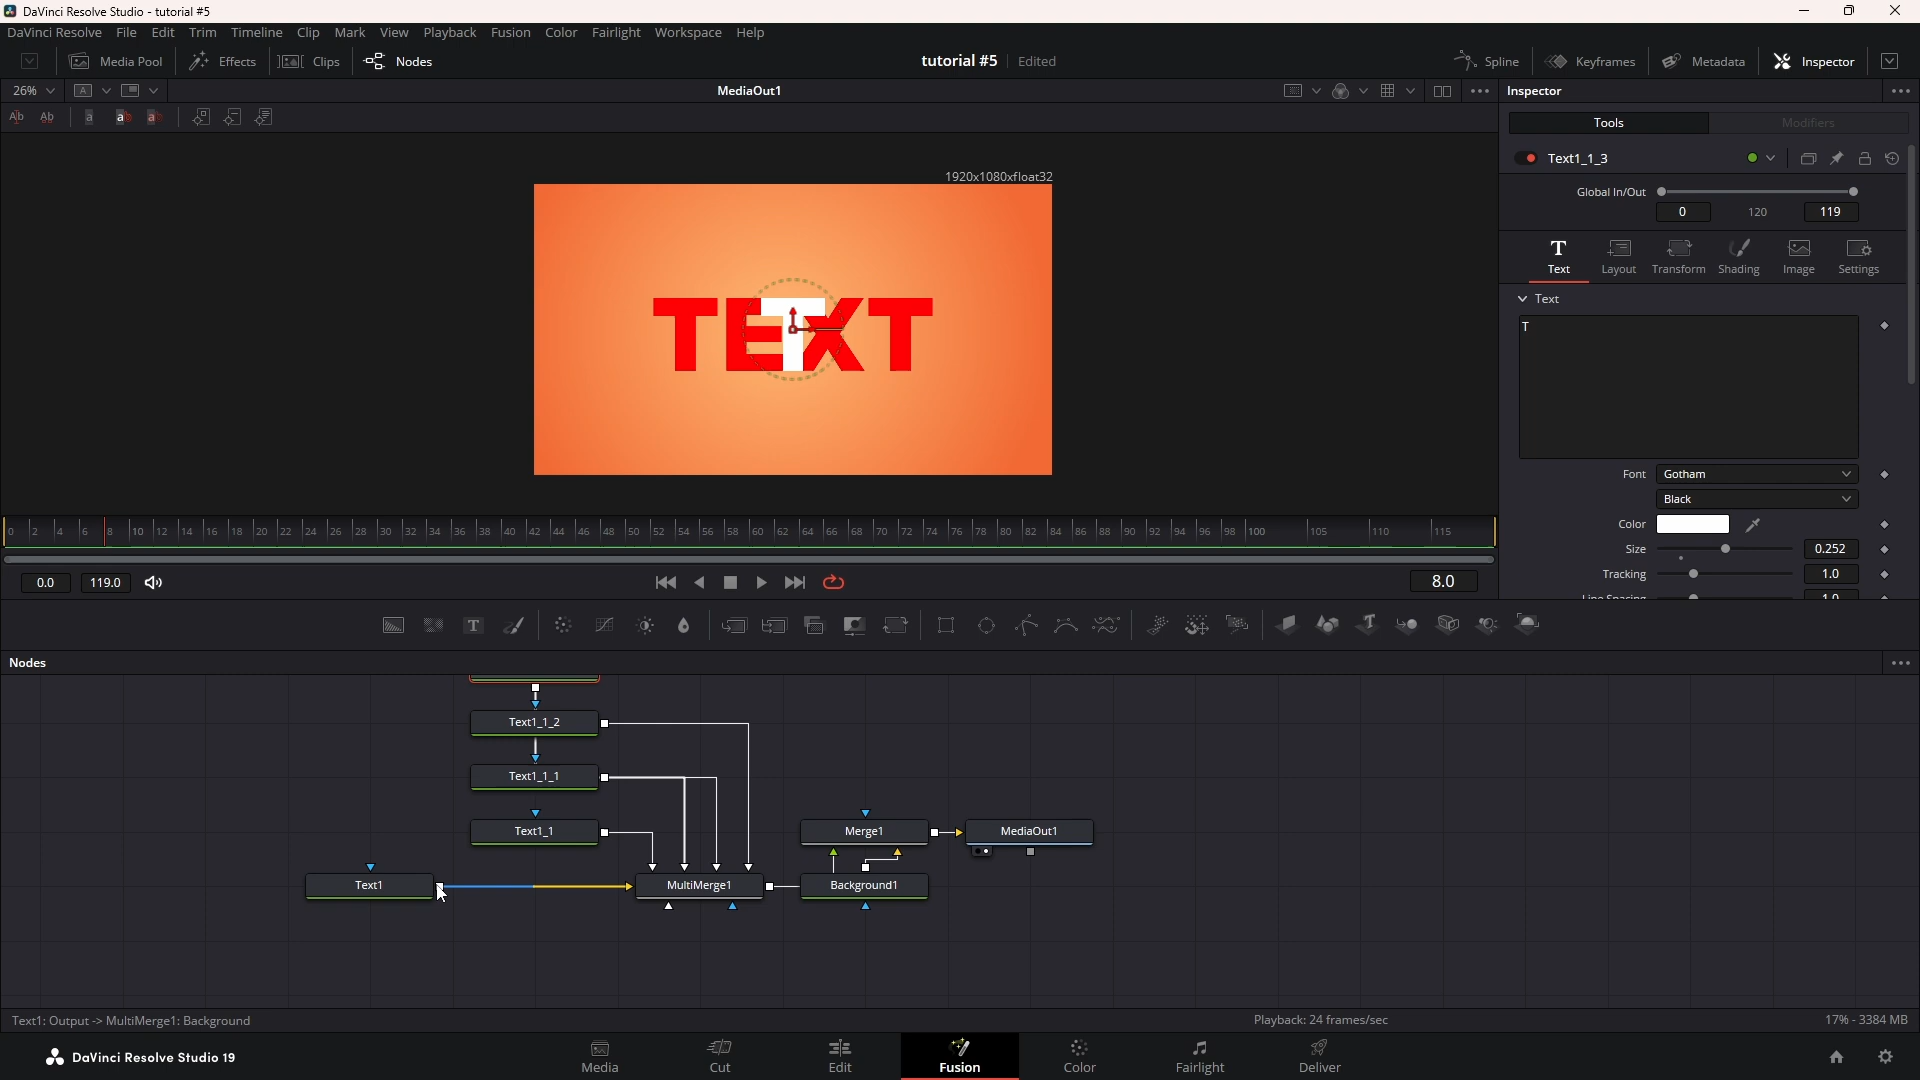 DaVinci Resolve Studio - tutorial #5
DaVinci Resolve File Edit Trim Timeline Clip Mark View Playback Fusion Color Fairlight Workspace Help
Media Pool Effects Clips Nodes tutorial #5 Edited Spline Keyframes Metadata Inspector
26% A MediaOut1 Inspector
Tools Modifiers
Text1_1_3
1920x1080xfloat32
Global In/Out
0 120 119
Text Layout Transform Shading Image Settings
Text
T
TEXT
T
Font Gotham
Black
Color
Size 0.252
Tracking 1.0
Line Spacing 1.0
0 2 4 6 8 10 12 14 16 18 20 22 24 26 28 30 32 34 36 38 40 42 44 46 48 50 52 54 56 58 60 62 64 66 68 70 72 74 76 78 80 82 84 86 88 90 92 94 96 98 100 105 110 115
0.0 119.0 8.0
Nodes
Text1_1_2
Text1_1_1
Text1_1 Merge1 MediaOut1
Text1 MultiMerge1 Background1
Text1: Output -> MultiMerge1: Background Playback: 24 frames/sec 17% - 3384 MB
DaVinci Resolve Studio 19 Media Cut Edit Fusion Color Fairlight Deliver